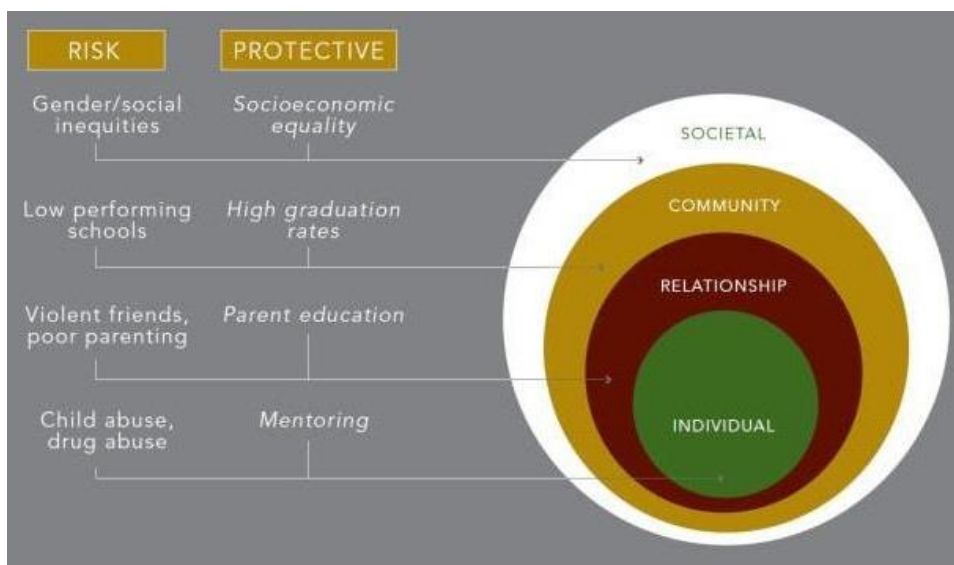 RISK
PROTECTIVE
Gender/social
inequities
Socioeconomic
equality
SOCIETAL
Low performing
schools
High graduation
rates
COMMUNITY
Violent friends,
poor parenting
Parent education
RELATIONSHIP
Child abuse,
drug abuse
Mentoring
INDIVIDUAL